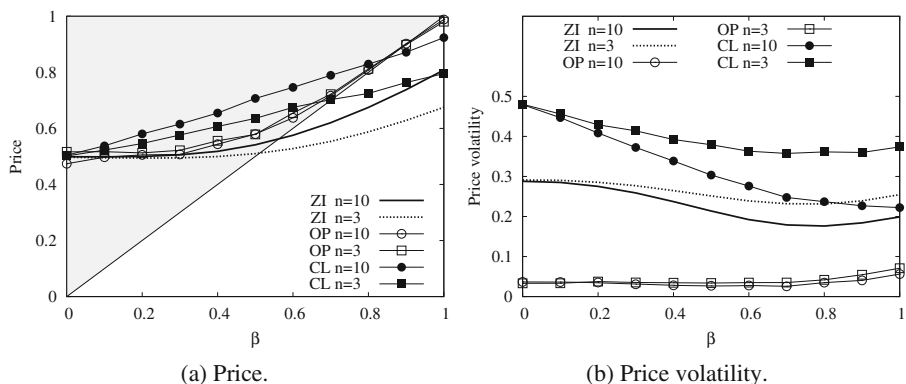 1
0.8
0.6
0.4
0.2
0
Price
0 0.2 0.4 0.6 0.8 1
β
ZI n=10
ZI n=3
OP n=10
OP n=3
CL n=10
CL n=3
(a) Price.
ZI n=10
ZI n=3
OP n=10
OP n=3
CL n=10
CL n=3
0.5
0.4
0.3
0.2
0.1
0
Price volatility
0 0.2 0.4 0.6 0.8 1
β
(b) Price volatility.